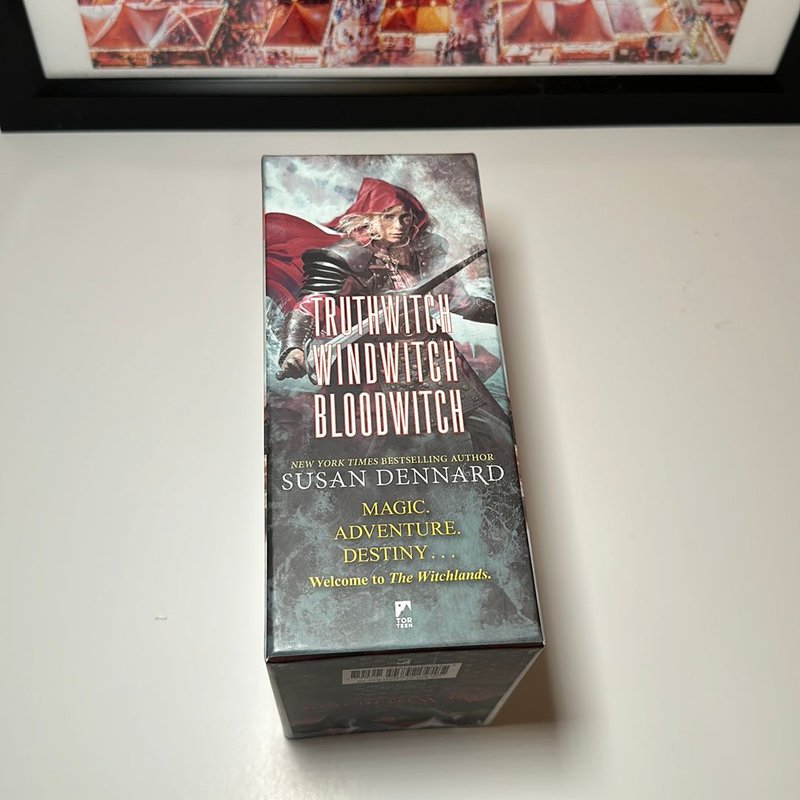 TRUTHWITCH
WINDWITCH
BLOODWITCH
NEW YORK TIMES BESTSELLING AUTHOR
SUSAN DENNARD
MAGIC.
ADVENTURE.
DESTINY...
Welcome to The Witchlands.
TOR
TEEN